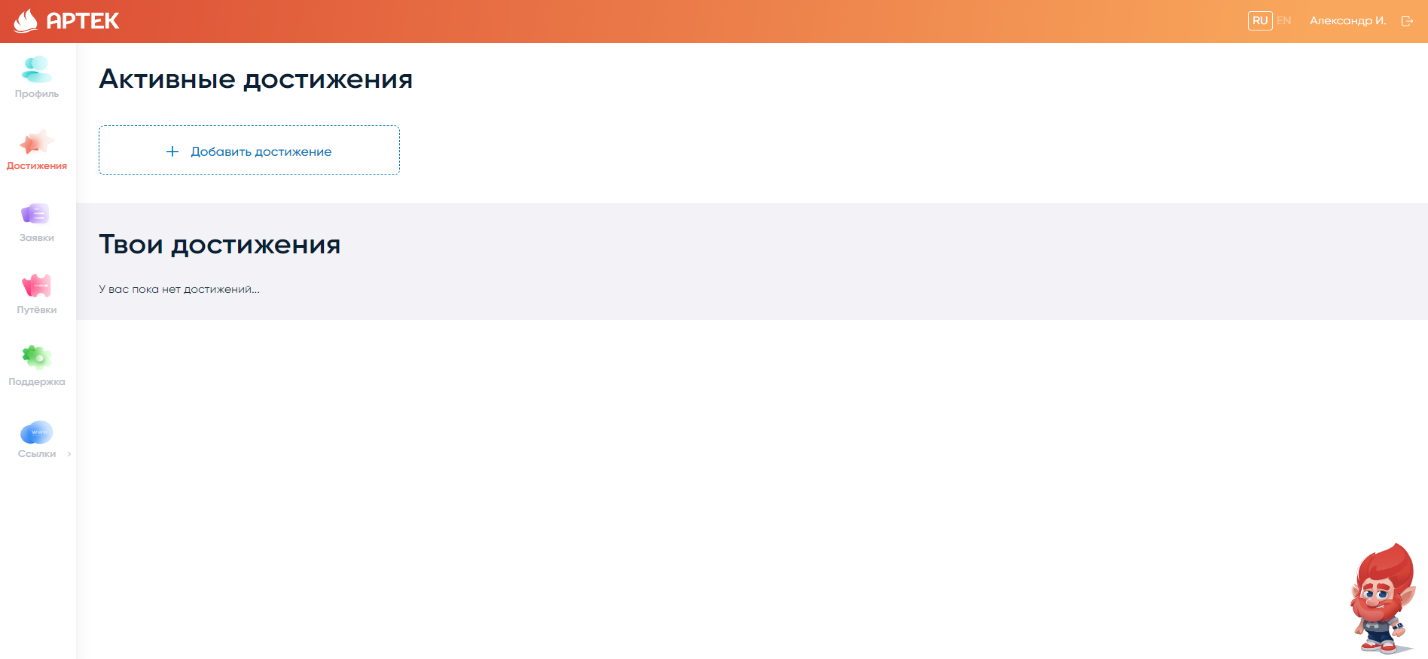 АРТЕК
RU EN Александр И.
Профиль
Достижения
Заявки
Путёвки
Поддержка
Ссылки
Активные достижения
Добавить достижение
Твои достижения
У вас пока нет достижений...